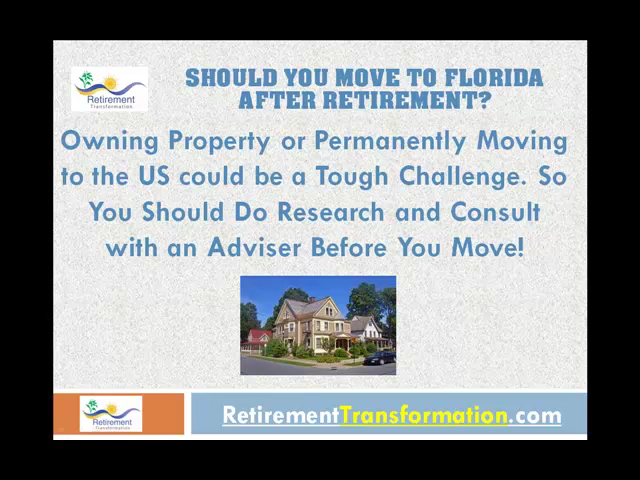 Retirement
Transformation
SHOULD YOU MOVE TO FLORIDA
AFTER RETIREMENT?
Owning Property or Permanently Moving
to the US could be a Tough Challenge. So
You Should Do Research and Consult
with an Adviser Before You Move!
Retirement
Transformation
RetirementTransformation.com